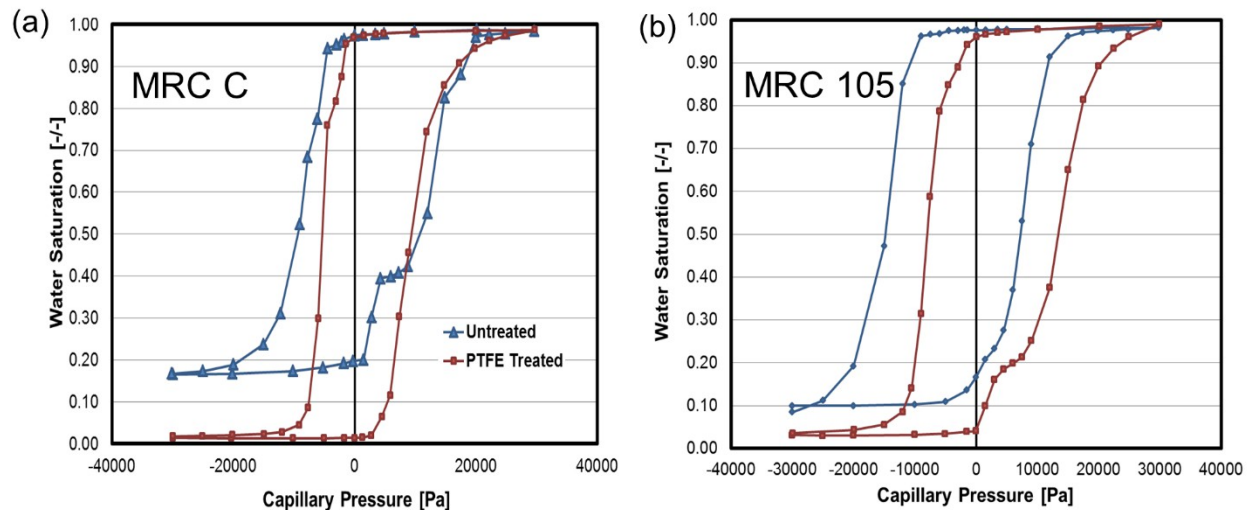 (a)
MRC C
Water Saturation [-/-]
1.00
0.90
0.80
0.70
0.60
0.50
0.40
0.30
0.20
0.10
0.00
-40000 -20000 0 20000 40000
Capillary Pressure [Pa]
Untreated
PTFE Treated
(b)
MRC 105
Water Saturation [-/-]
1.00
0.90
0.80
0.70
0.60
0.50
0.40
0.30
0.20
0.10
0.00
-40000 -30000 -20000 -10000 0 10000 20000 30000 40000
Capillary Pressure [Pa]